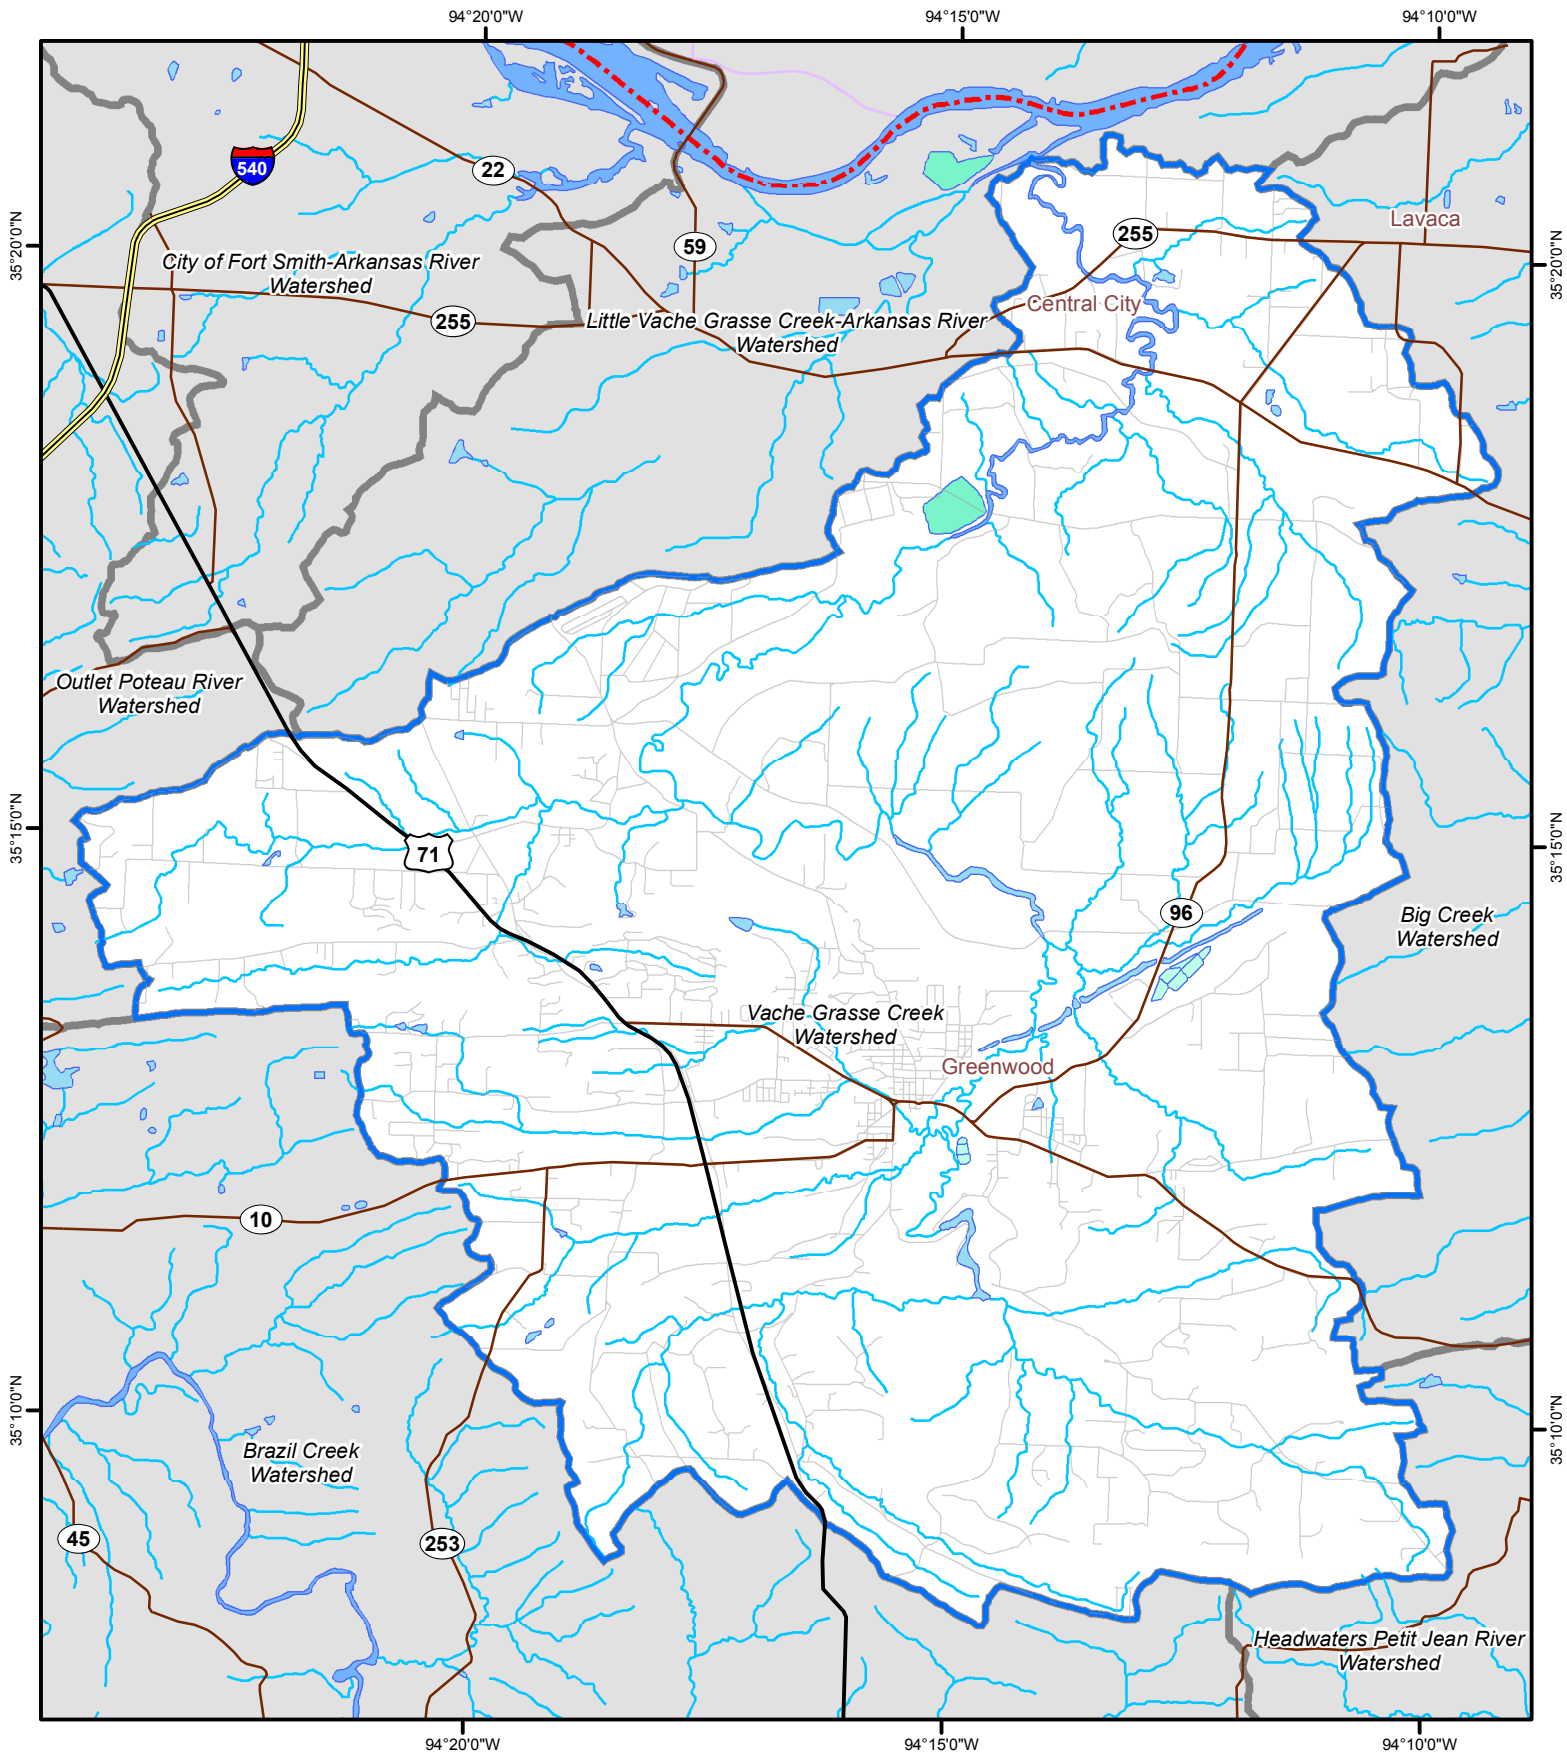 94°20'0"W
94°15'0"W
94°10'0"W
540
22
255
Lavaca
35°20'0"N
35°20'0"N
59
City of Fort Smith-Arkansas River
Watershed
Central City
255
Little Vache Grasse Creek-Arkansas River
Watershed
Outlet Poteau River
Watershed
35°15'0"N
35°15'0"N
71
96
Big Creek
Watershed
Vache Grasse Creek
Watershed
Greenwood
10
35°10'0"N
35°10'0"N
Brazil Creek
Watershed
45
253
Headwaters Petit Jean River
Watershed
94°20'0"W
94°15'0"W
94°10'0"W